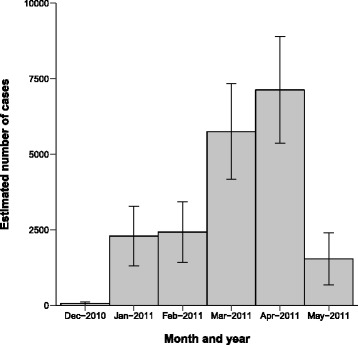 10000
7500
5000
2500
0
Estimated number of cases
Dec–2010 Jan–2011 Feb–2011 Mar–2011 Apr–2011 May–2011
Month and year